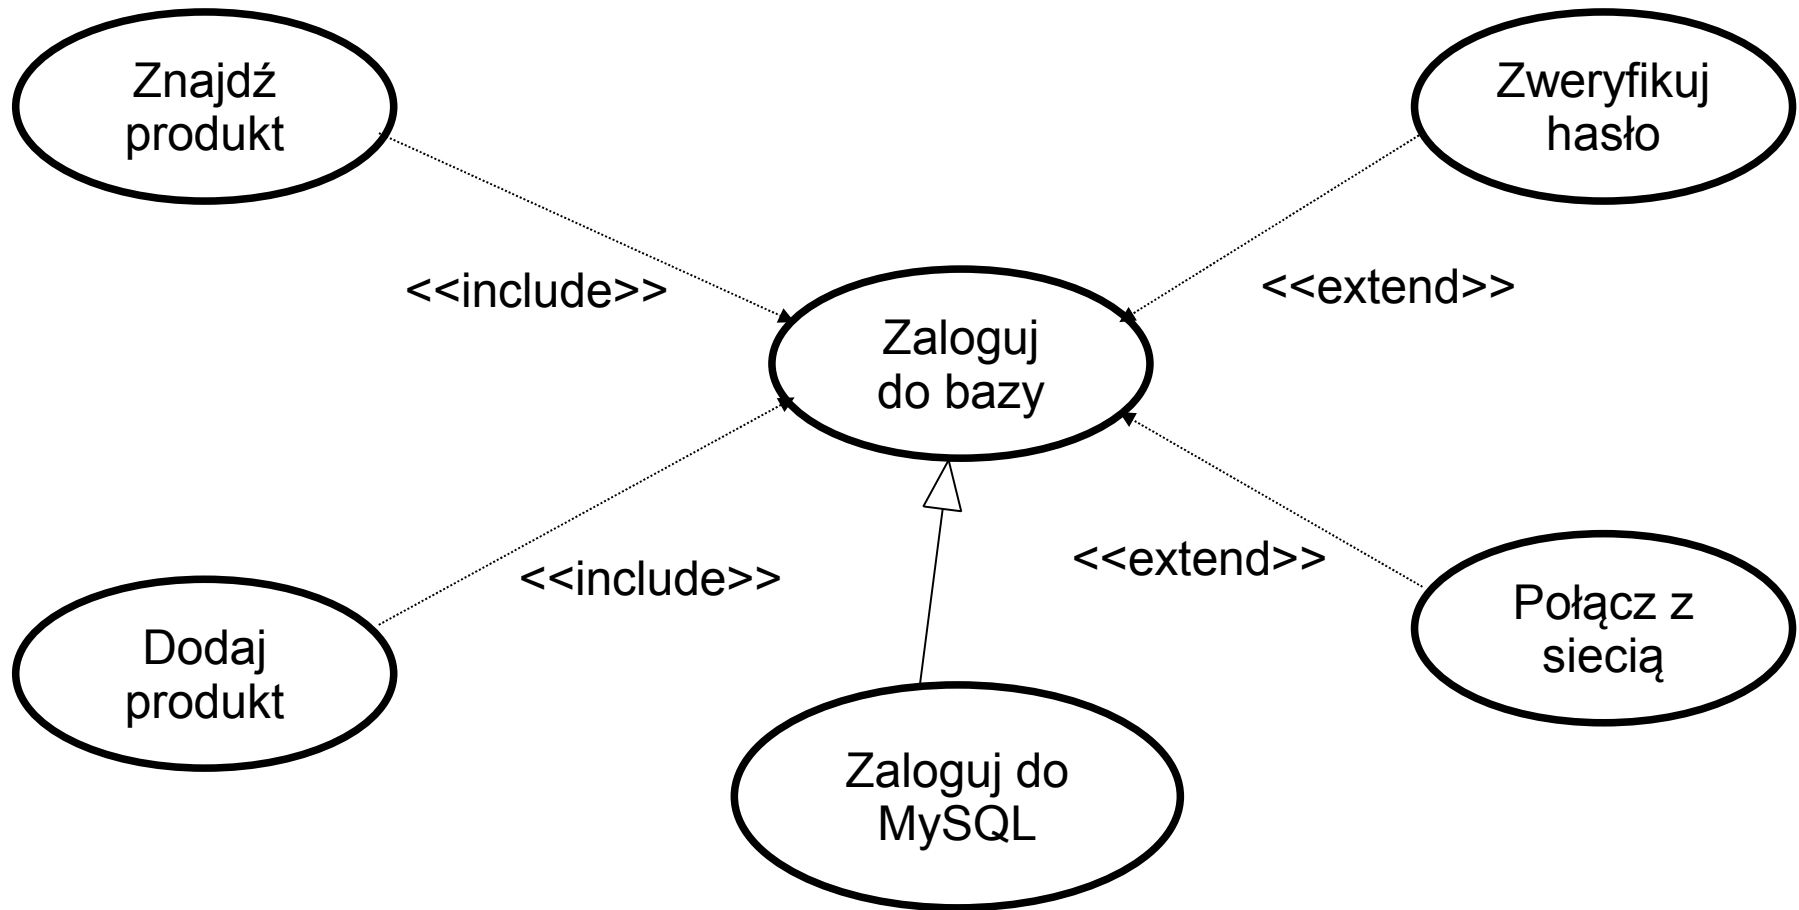 Znajdź
produkt
Zweryfikuj
hasło
<<include>>
<<extend>>
Zaloguj
do bazy
<<include>>
<<extend>>
Dodaj
produkt
Połącz z
siecią
Zaloguj do
MySQL